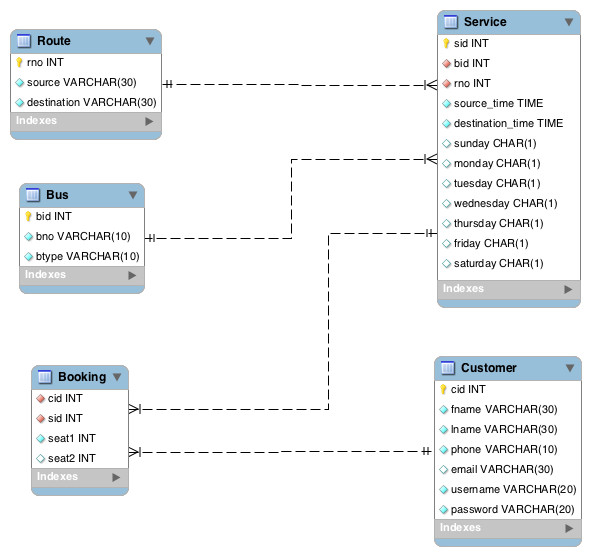 Route
rno INT
source VARCHAR(30)
destination VARCHAR(30)
Indexes
Service
sid INT
bid INT
rno INT
source_time TIME
destination_time TIME
sunday CHAR(1)
monday CHAR(1)
tuesday CHAR(1)
wednesday CHAR(1)
thursday CHAR(1)
friday CHAR(1)
saturday CHAR(1)
Indexes
Bus
bid INT
bno VARCHAR(10)
btype VARCHAR(10)
Indexes
Booking
cid INT
sid INT
seat1 INT
seat2 INT
Indexes
Customer
cid INT
fname VARCHAR(30)
lname VARCHAR(30)
phone VARCHAR(10)
email VARCHAR(30)
username VARCHAR(20)
password VARCHAR(20)
Indexes